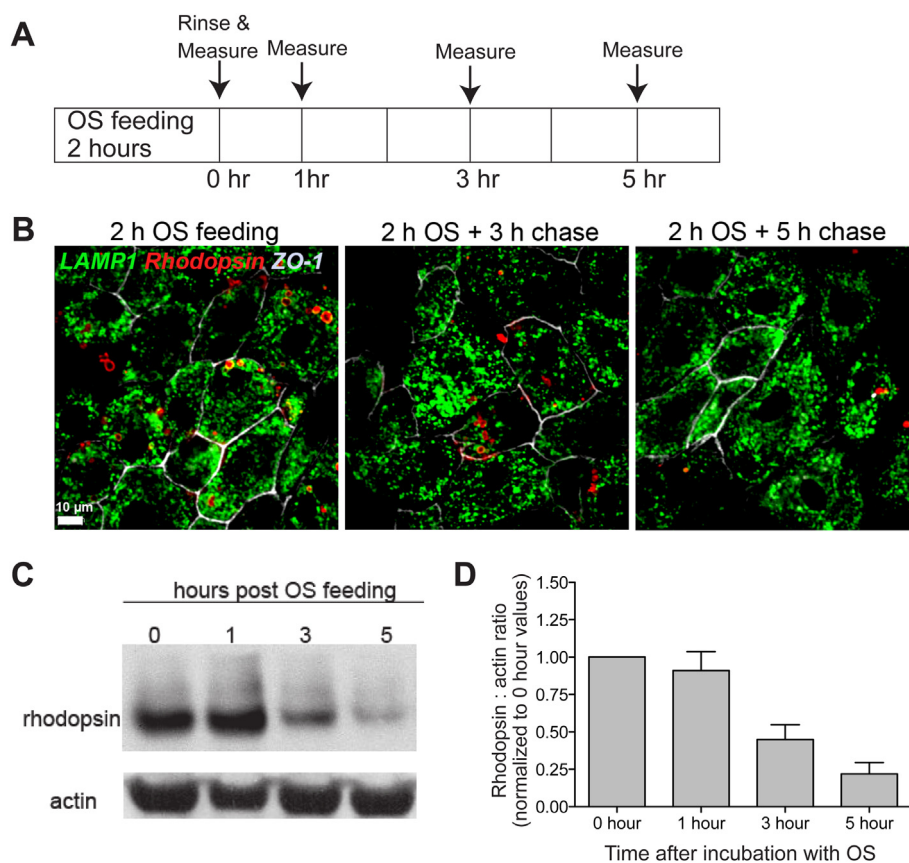 A
Rinse &
Measure
Measure
Measure
Measure
OS feeding
2 hours
0 hr
1hr
3 hr
5 hr
B
2 h OS feeding
2 h OS + 3 h chase
2 h OS + 5 h chase
LAMP1 Rhodopsin ZO-1
10 µm
C
hours post OS feeding
0 1 3 5
rhodopsin
actin
D
Rhodopsin : actin ratio
(normalized to 0 hour values)
1.50
1.25
1.00
0.75
0.50
0.25
0.00
0 hour
1 hour
3 hour
5 hour
Time after incubation with OS